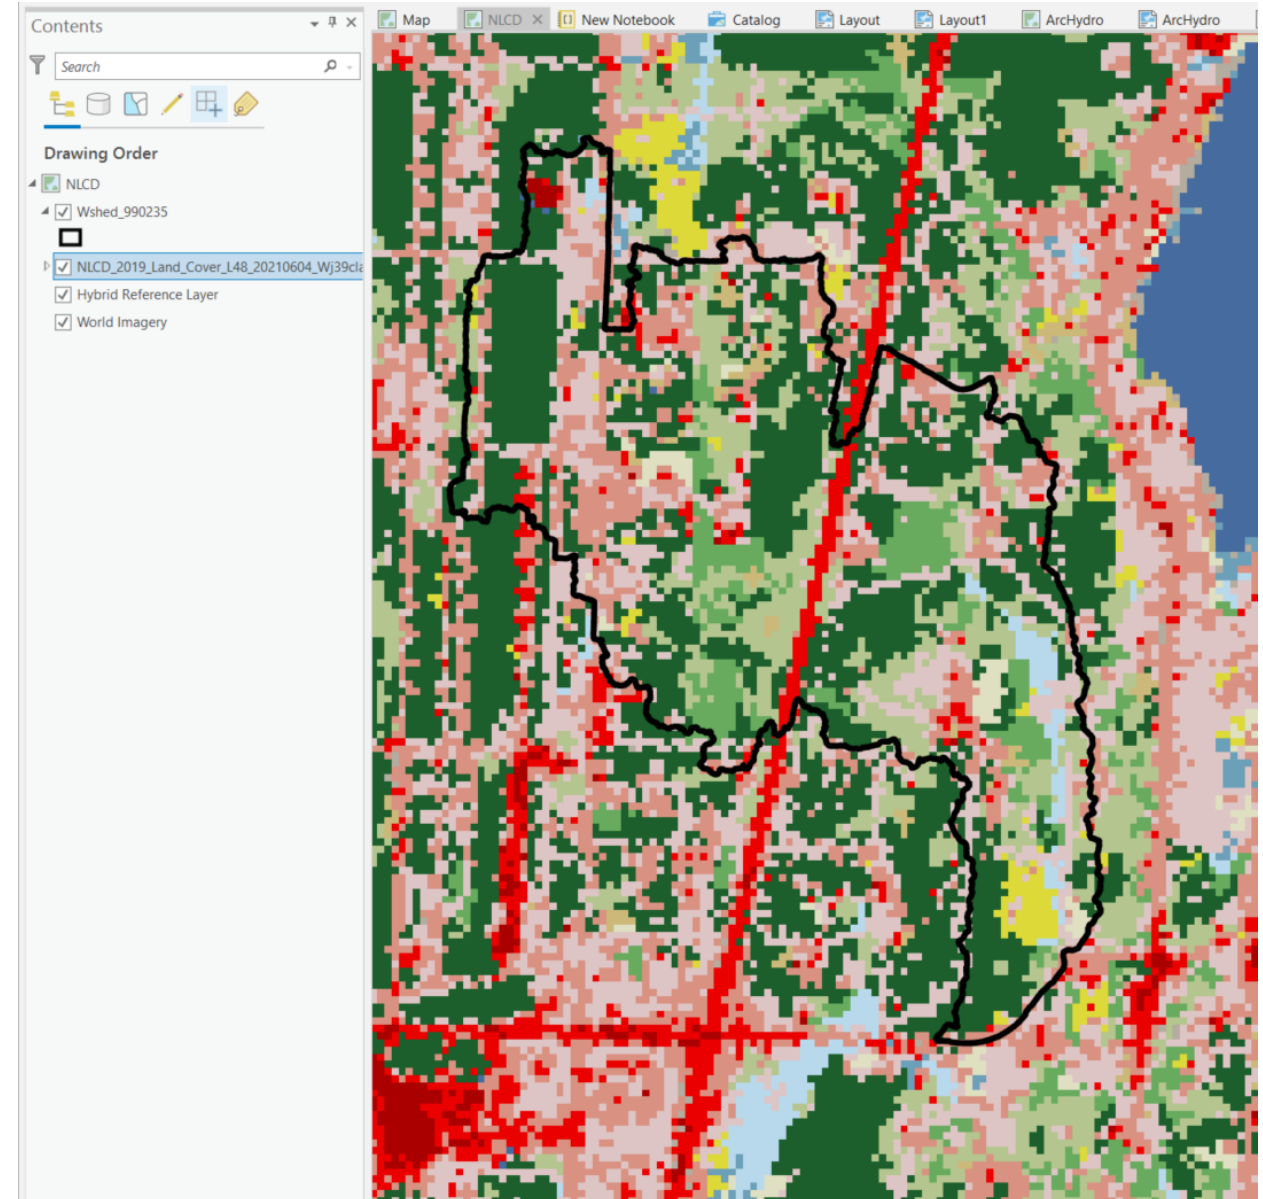 Contents
Map
NLCD
New Notebook
Catalog
Layout
Layout1
ArcHydro
ArcHydro
Search
Drawing Order
NLCD
Wshed_990235
NLCD_2019_Land_Cover_L48_20210604_Wj39cla
Hybrid Reference Layer
World Imagery